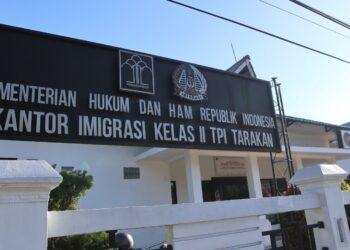 EMENTERIAN HUKUM DAN HAM REPUBLIK INDONESIA
KANTOR IMIGRASI KELAS II TPI TARAKAN